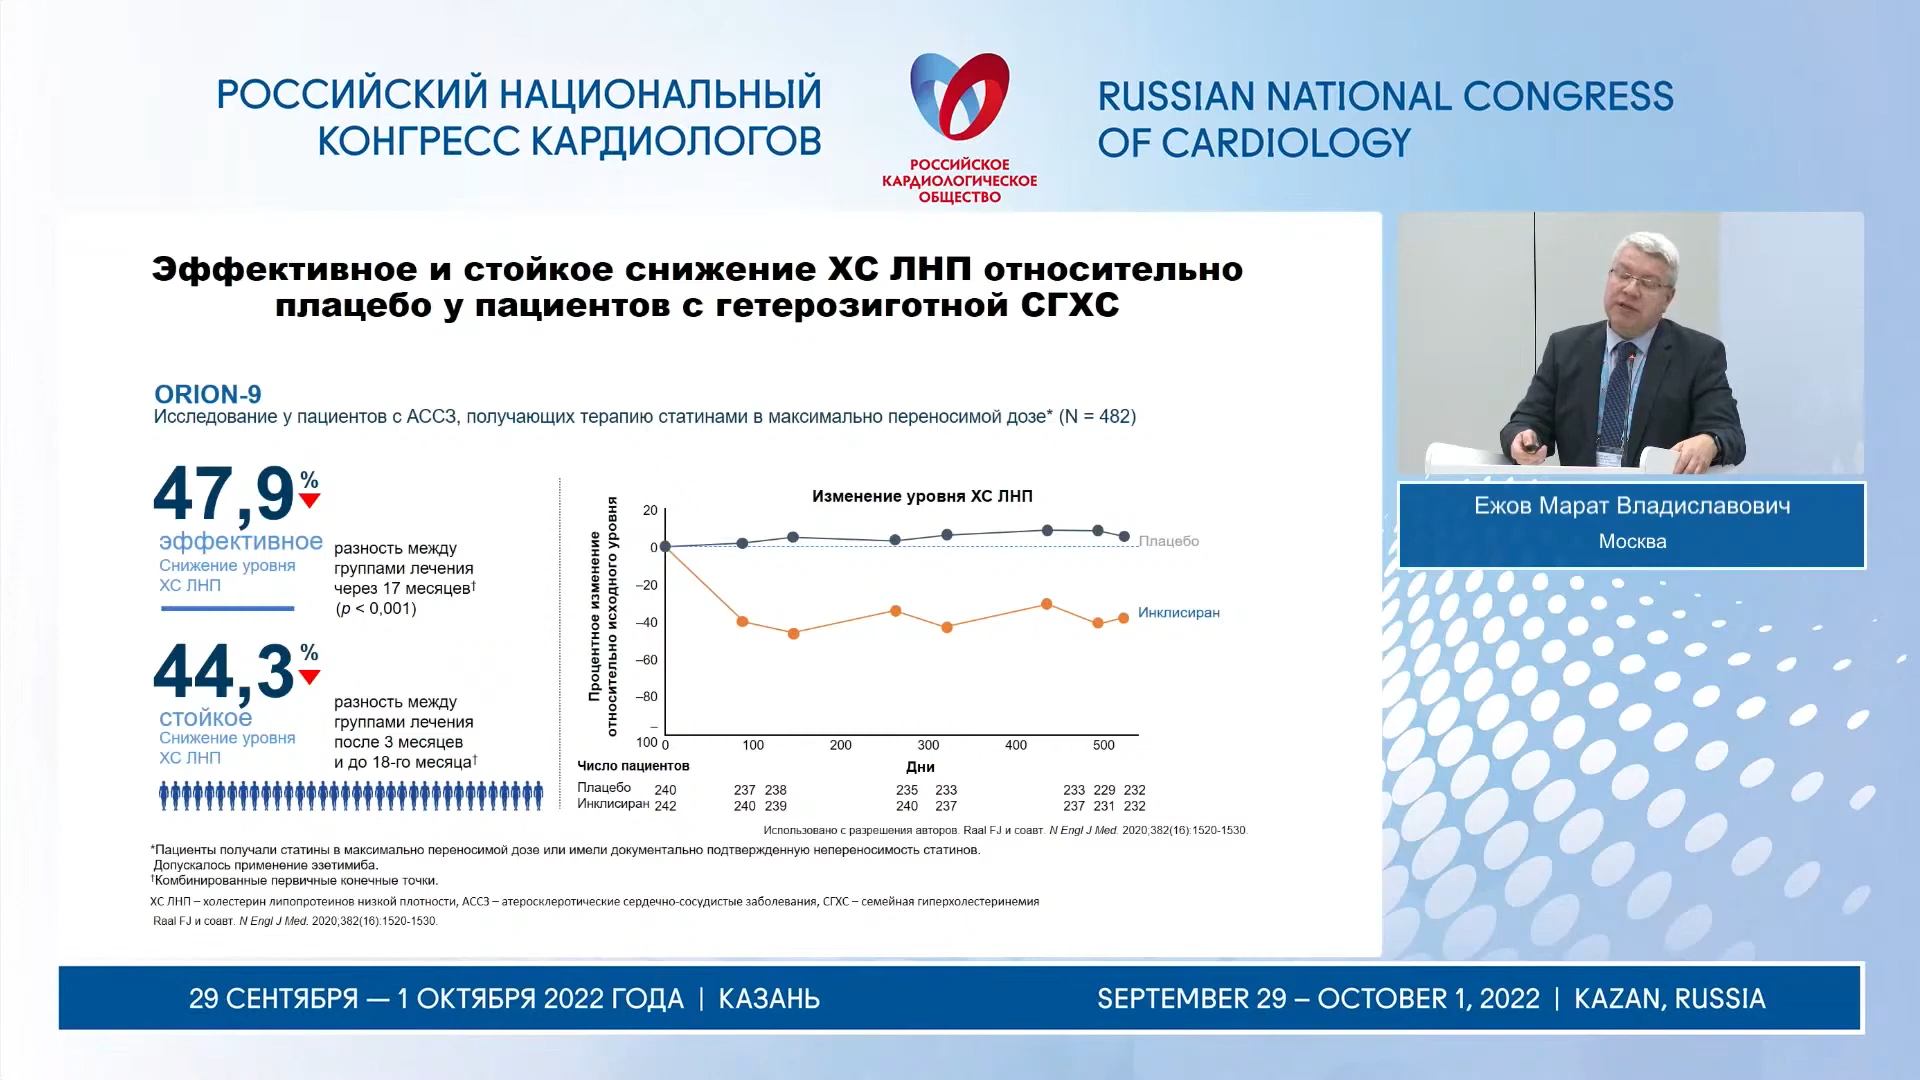 РОССИЙСКИЙ НАЦИОНАЛЬНЫЙ
КОНГРЕСС КАРДИОЛОГОВ
РОССИЙСКОЕ
КАРДИОЛОГИЧЕСКОЕ
ОБЩЕСТВО
RUSSIAN NATIONAL CONGRESS
OF CARDIOLOGY
Эффективное и стойкое снижение ХС ЛНП относительно
плацебо у пациентов с гетерозиготной СГХС
ORION-9
Исследование у пациентов с АССЗ, получающих терапию статинами в максимально переносимой дозе* (N = 482)
47,9%
эффективное
Снижение уровня
ХС ЛНП
разность между
группами лечения
через 17 месяцев†
(p < 0,001)
44,3%
стойкое
Снижение уровня
ХС ЛНП
разность между
группами лечения
после 3 месяцев
и до 18-го месяца†
Изменение уровня ХС ЛНП
Процентное изменение
относительно исходного уровня
20
0
–20
–40
–60
–80
–
100
0 100 200 300 400 500
Плацебо
Инклисиран
Число пациентов
Дни
Плацебо 240 237 238 235 233 233 229 232
Инклисиран 242 240 239 240 237 237 231 232
Использовано с разрешения авторов. Raal FJ и соавт. N Engl J Med. 2020;382(16):1520-1530.
*Пациенты получали статины в максимально переносимой дозе или имели документально подтвержденную непереносимость статинов.
Допускалось применение эзетимиба.
†Комбинированные первичные конечные точки.
ХС ЛНП – холестерин липопротеинов низкой плотности, АССЗ – атеросклеротические сердечно-сосудистые заболевания, СГХС – семейная гиперхолестеринемия
Raal FJ и соавт. N Engl J Med. 2020;382(16):1520-1530.
Ежов Марат Владиславович
Москва
29 СЕНТЯБРЯ — 1 ОКТЯБРЯ 2022 ГОДА | КАЗАНЬ
SEPTEMBER 29 – OCTOBER 1, 2022 | KAZAN, RUSSIA